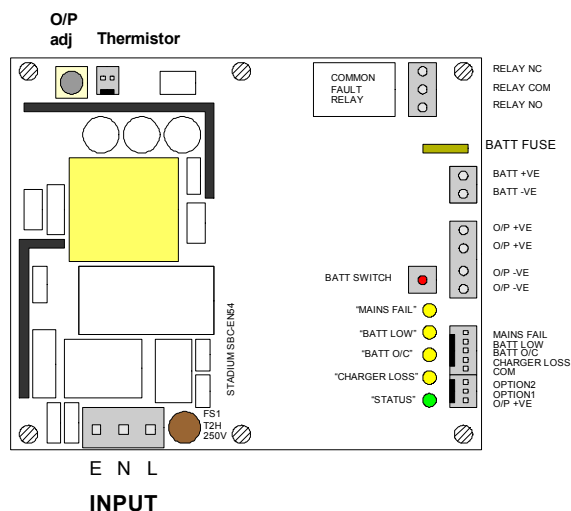 O/P
adj
Thermistor
COMMON
FAULT
RELAY
RELAY NC
RELAY COM
RELAY NO
BATT FUSE
BATT +VE
BATT -VE
O/P +VE
O/P +VE
O/P -VE
O/P -VE
BATT SWITCH
“MAINS FAIL”
“BATT LOW”
“BATT O/C”
“CHARGER LOSS”
“STATUS”
MAINS FAIL
BATT LOW
BATT O/C
CHARGER LOSS
COM
OPTION2
OPTION1
O/P +VE
STADIUM SBC-EN54
FS1
T2H
250V
E N L
INPUT